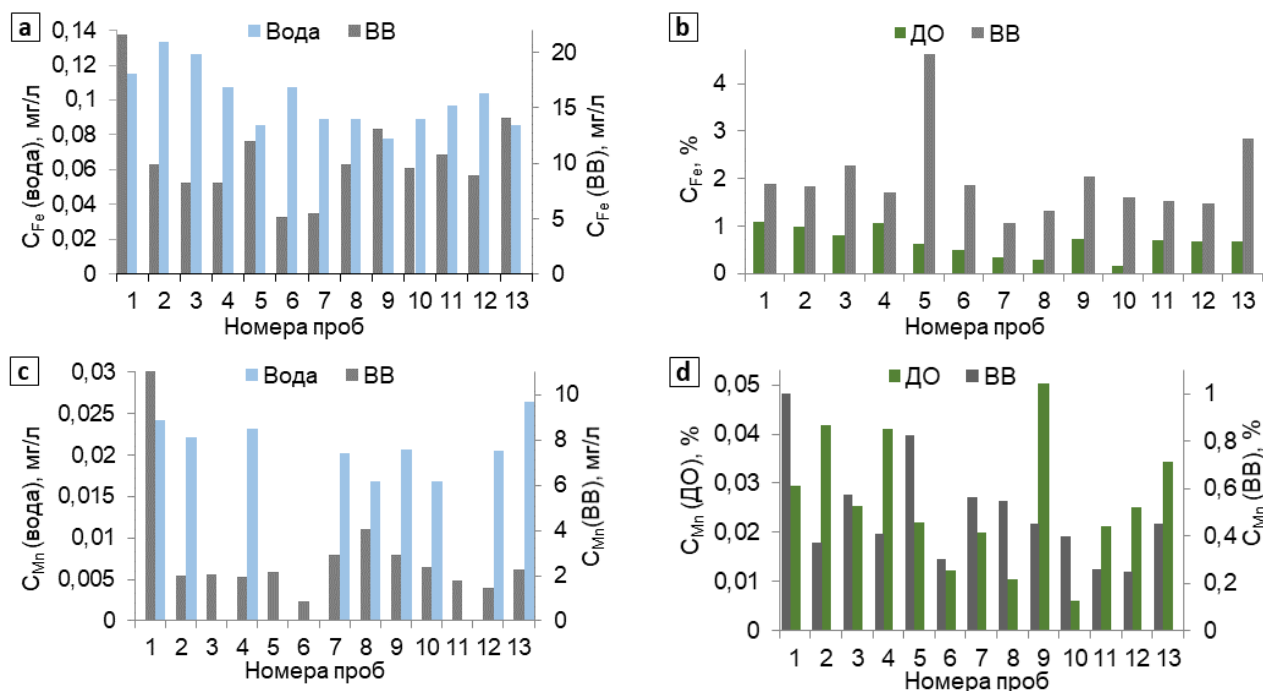 a
Вода ВВ
C_Fe (вода), мг/л
0,14
0,12
0,1
0,08
0,06
0,04
0,02
0
20
15
10
5
0
C_Fe (ВВ), мг/л
1 2 3 4 5 6 7 8 9 10 11 12 13
Номера проб
b
ДО ВВ
C_Fe, %
4
3
2
1
0
1 2 3 4 5 6 7 8 9 10 11 12 13
Номера проб
c
Вода ВВ
C_Mn (вода), мг/л
0,03
0,025
0,02
0,015
0,01
0,005
0
10
8
6
4
2
0
C_Mn(ВВ), мг/л
1 2 3 4 5 6 7 8 9 10 11 12 13
Номера проб
d
ДО ВВ
C_Mn (ДО), %
0,05
0,04
0,03
0,02
0,01
0
1
0,8
0,6
0,4
0,2
0
C_Mn (ВВ), %
1 2 3 4 5 6 7 8 9 10 11 12 13
Номера проб